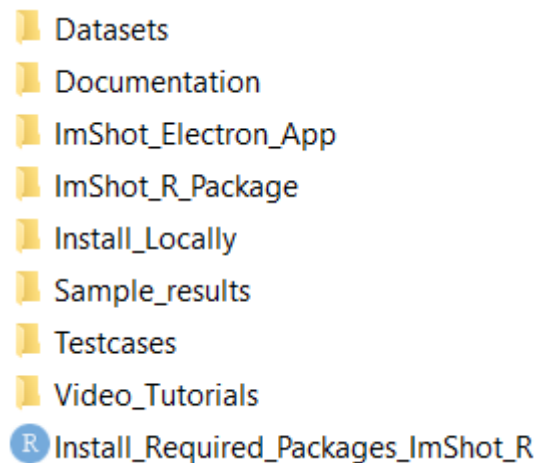 Datasets
Documentation
ImShot_Electron_App
ImShot_R_Package
Install_Locally
Sample_results
Testcases
Video_Tutorials
R Install_Required_Packages_ImShot_R